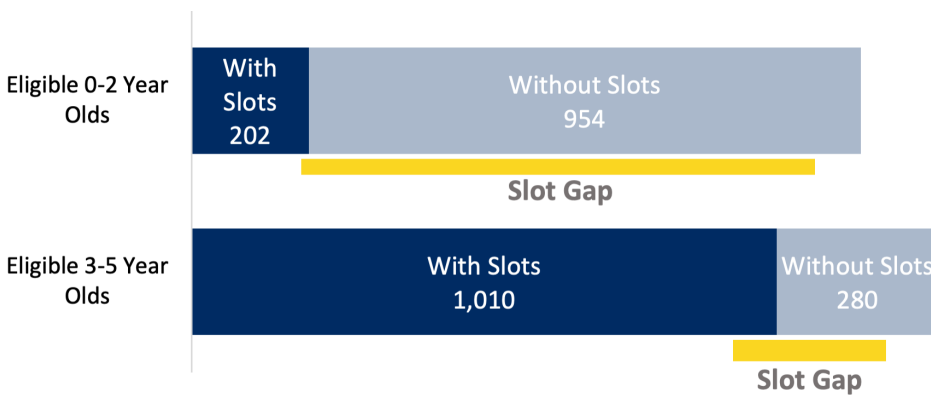 Eligible 0-2 Year
Olds
With
Slots
202
Without Slots
954
Slot Gap
Eligible 3-5 Year
Olds
With Slots
1,010
Without Slots
280
Slot Gap